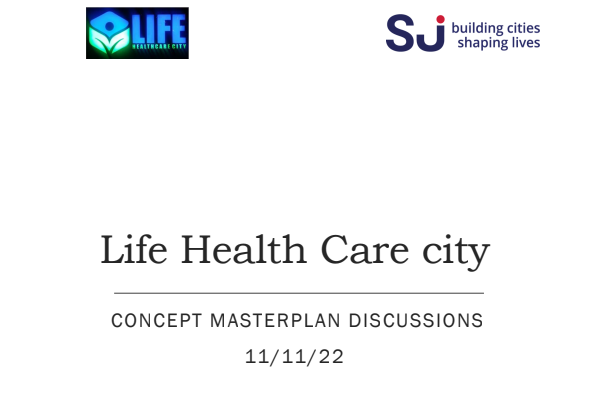 LIFE
HEALTHCARE CITY
SJ building cities
shaping lives
Life Health Care city
CONCEPT MASTERPLAN DISCUSSIONS
11/11/22